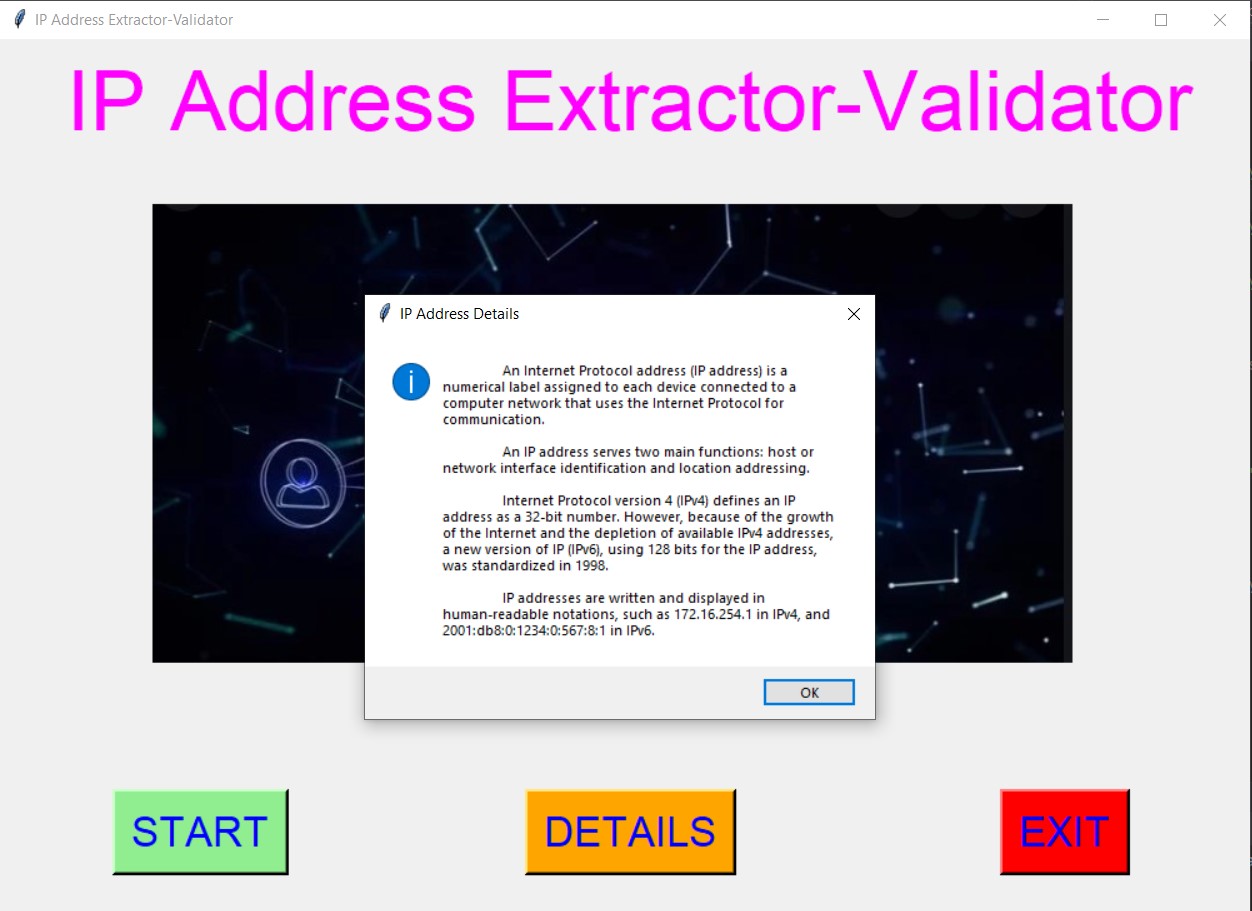 IP Address Extractor-Validator
IP Address Extractor-Validator
IP Address Details
An Internet Protocol address (IP address) is a
numerical label assigned to each device connected to a
computer network that uses the Internet Protocol for
communication.
An IP address serves two main functions: host or
network interface identification and location addressing.
Internet Protocol version 4 (IPv4) defines an IP
address as a 32-bit number. However, because of the growth
of the Internet and the depletion of available IPv4 addresses,
a new version of IP (IPv6), using 128 bits for the IP address,
was standardized in 1998.
IP addresses are written and displayed in
human-readable notations, such as 172.16.254.1 in IPv4, and
2001:db8:0:1234:0:567:8:1 in IPv6.
OK
START
DETAILS
EXIT